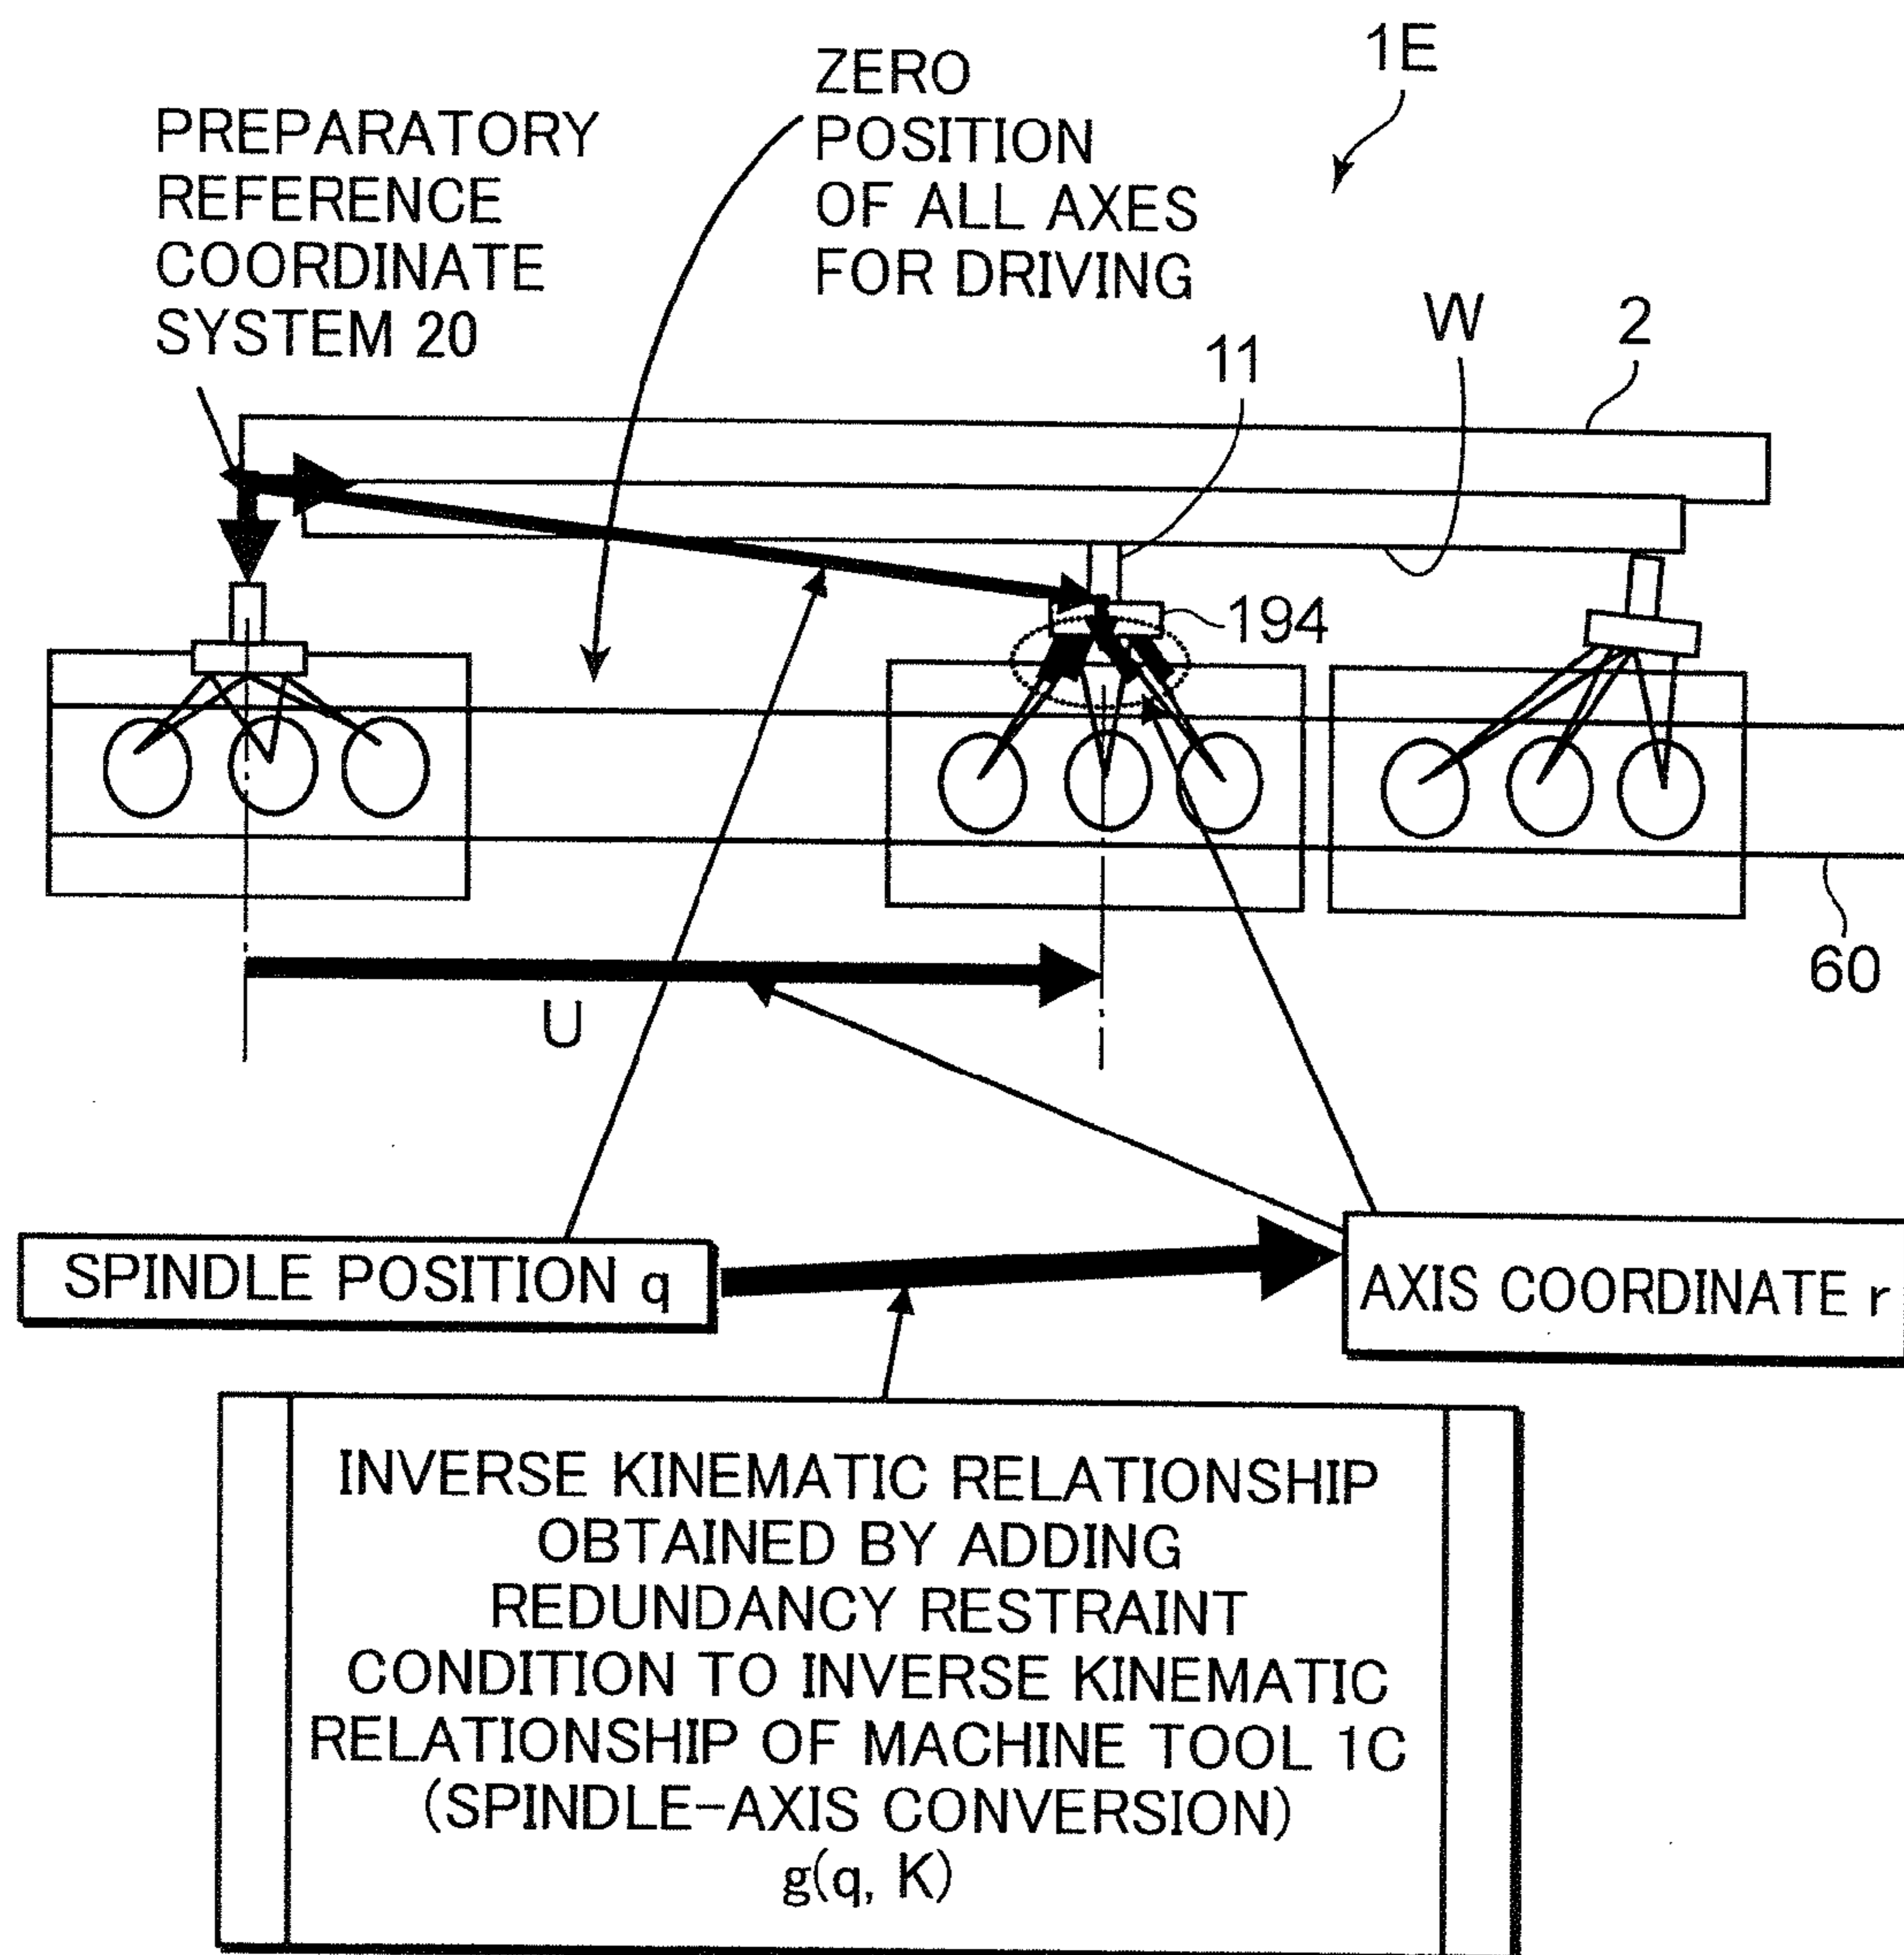 1E
ZERO
POSITION
OF ALL AXES
FOR DRIVING
PREPARATORY
REFERENCE
COORDINATE
SYSTEM 20
11
W
2
194
60
U
SPINDLE POSITION q
AXIS COORDINATE r
INVERSE KINEMATIC RELATIONSHIP
OBTAINED BY ADDING
REDUNDANCY RESTRAINT
CONDITION TO INVERSE KINEMATIC
RELATIONSHIP OF MACHINE TOOL 1C
(SPINDLE-AXIS CONVERSION)
g(q, K)